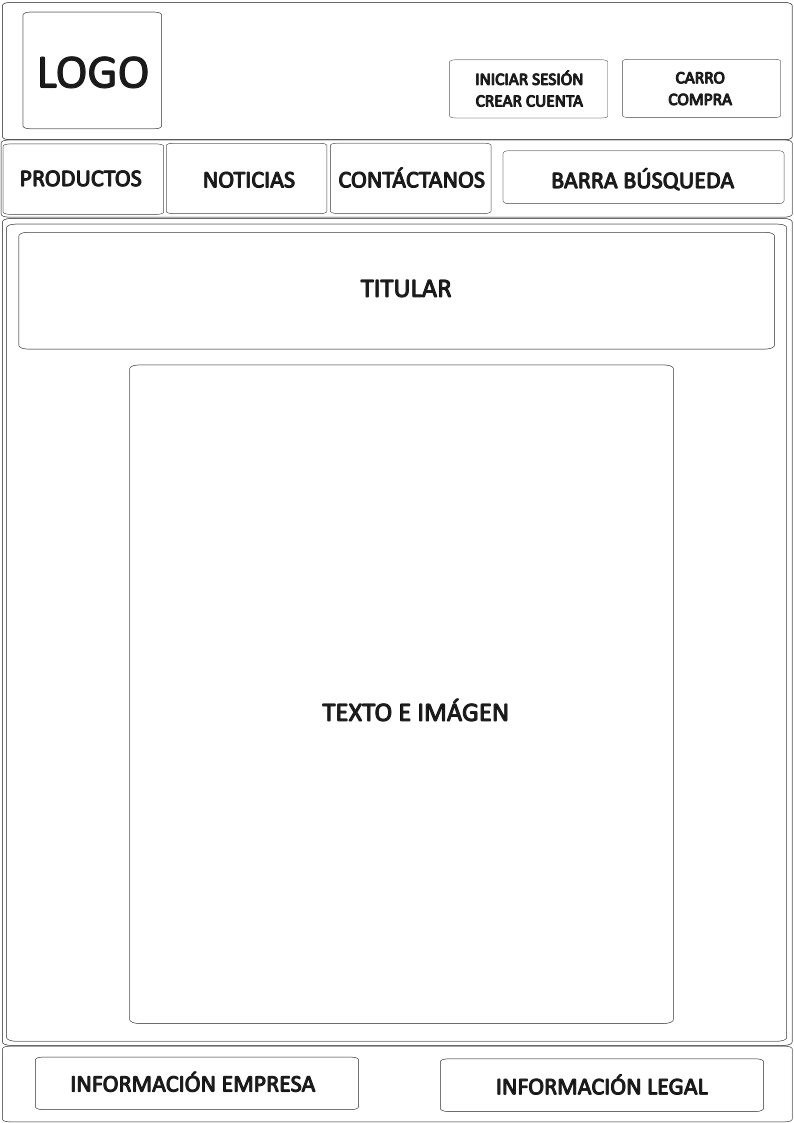 LOGO
INICIAR SESIÓN
CREAR CUENTA
CARRO
COMPRA
PRODUCTOS
NOTICIAS
CONTÁCTANOS
BARRA BÚSQUEDA
TITULAR
TEXTO E IMÁGEN
INFORMACIÓN EMPRESA
INFORMACIÓN LEGAL